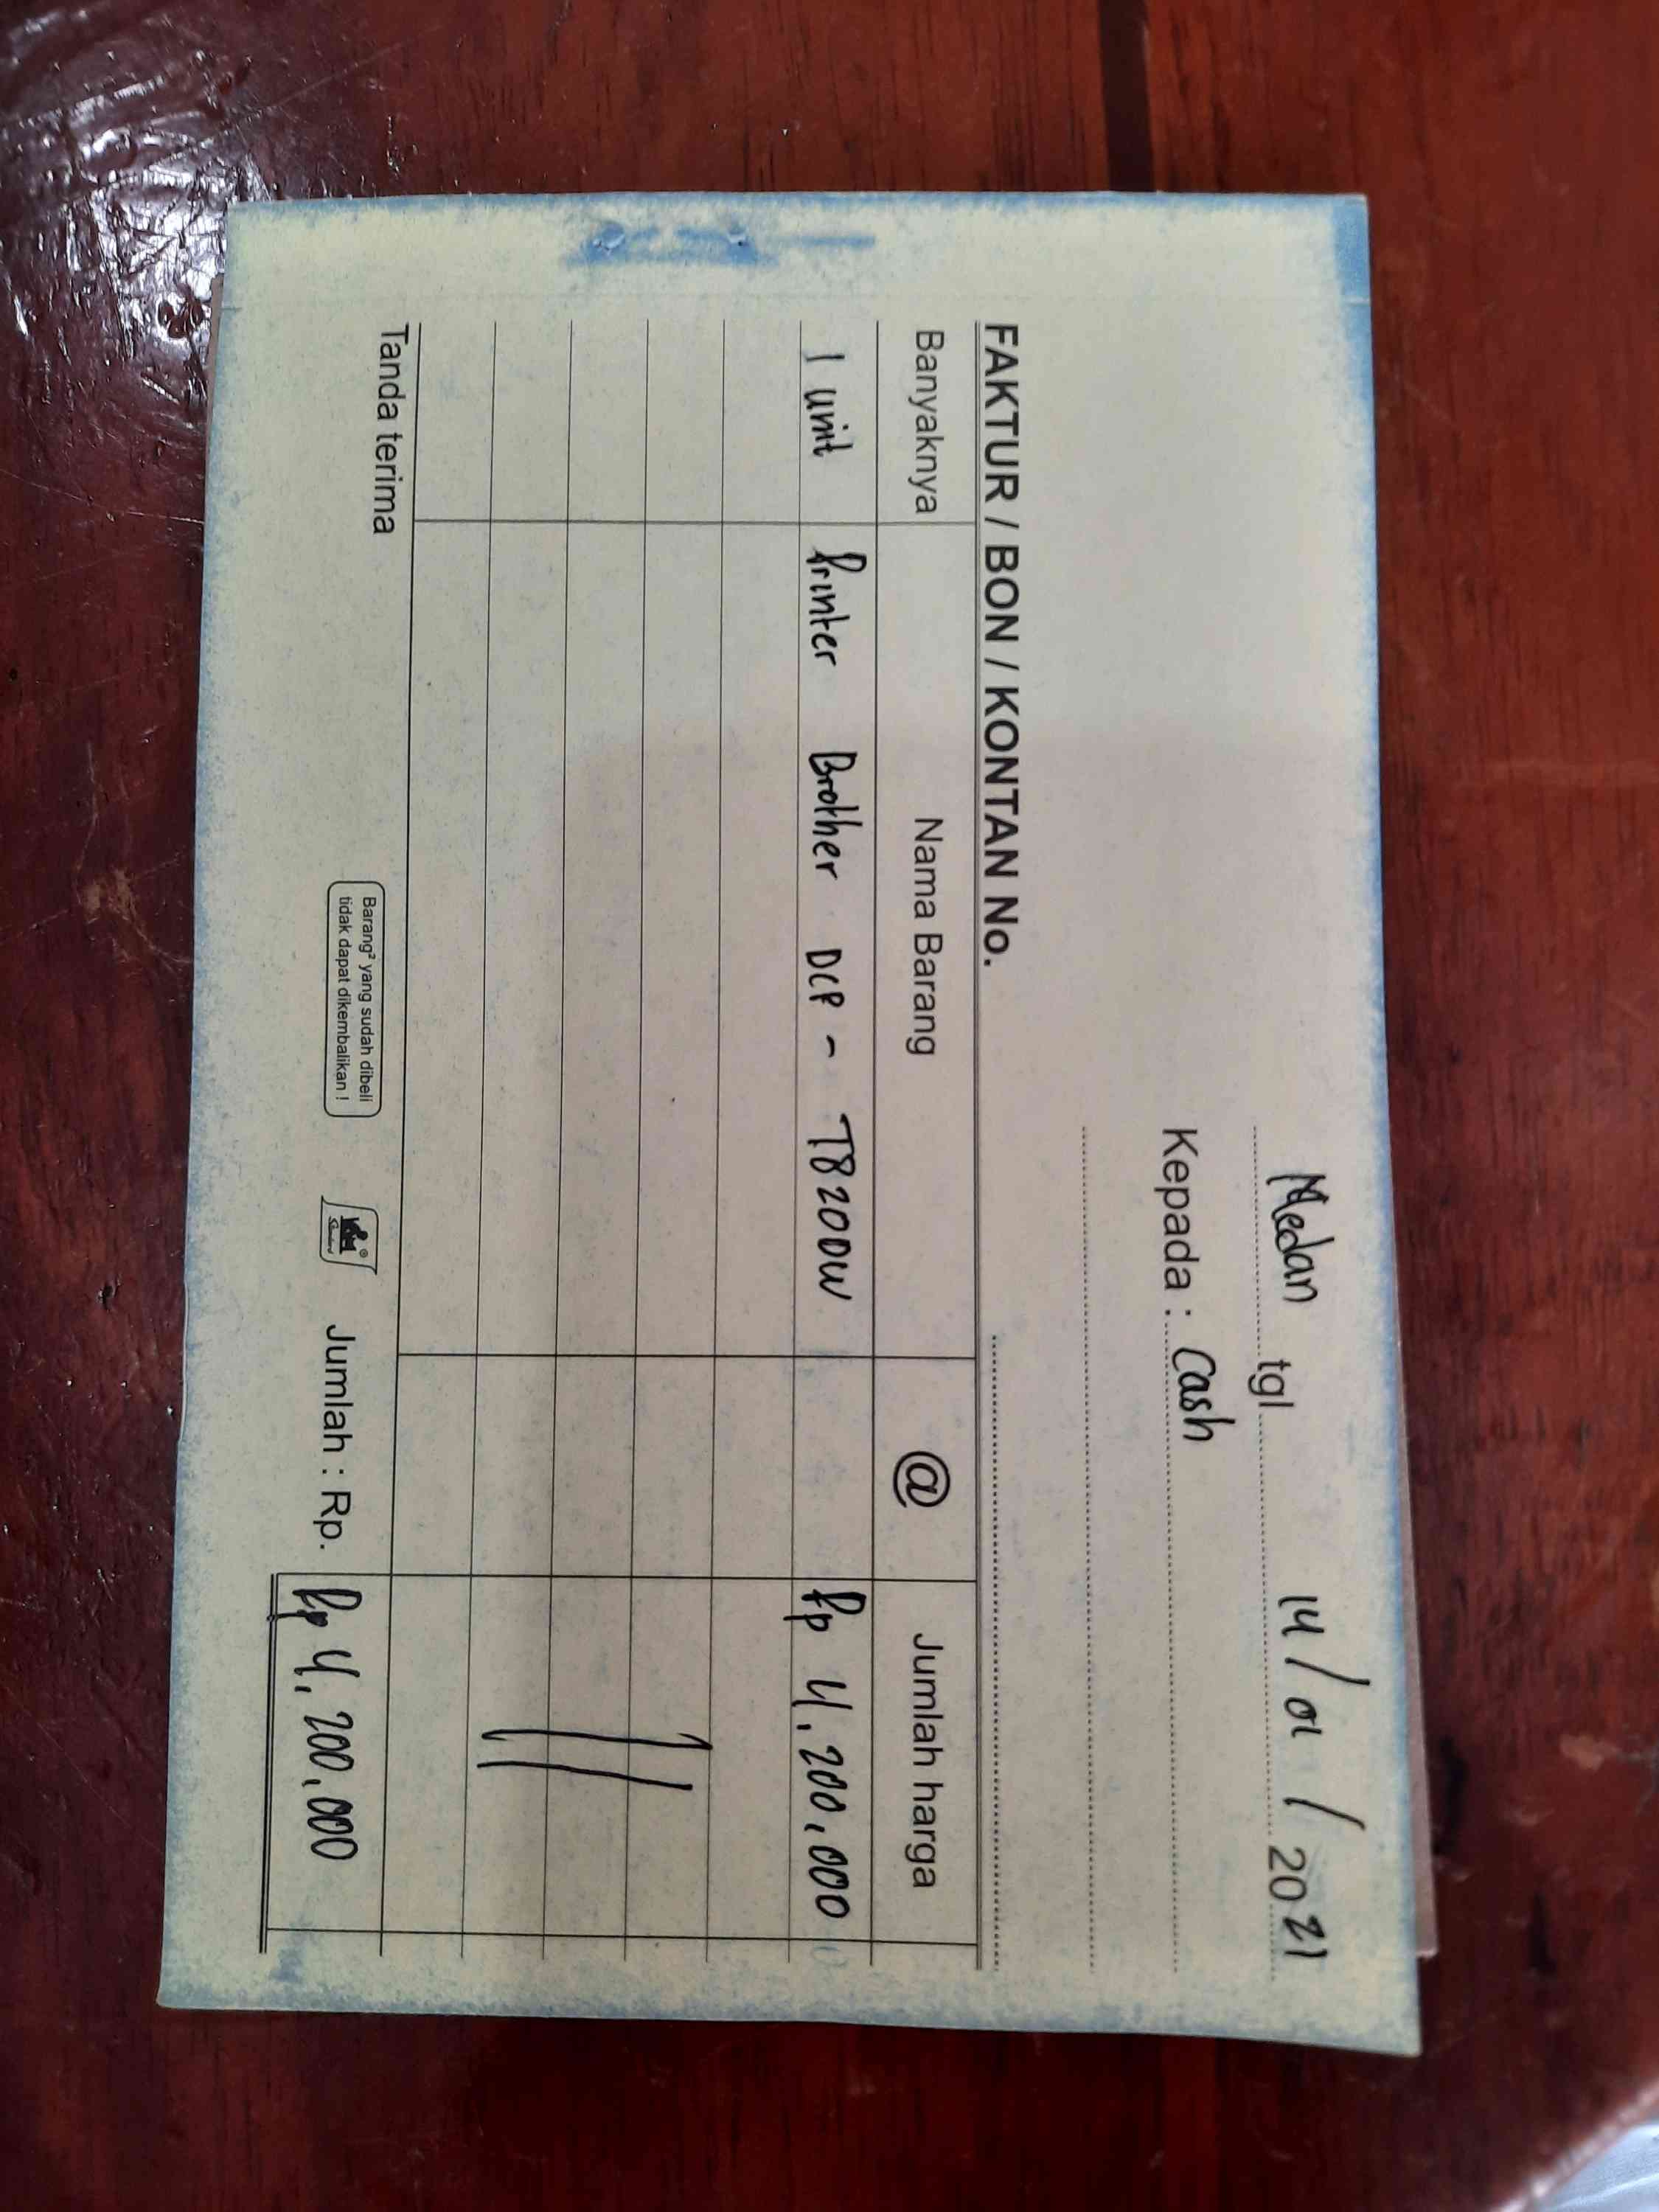 Medan tgl 14/01/2021
Kepada : Cash
FAKTUR / BON / KONTAN No.
Banyaknya Nama Barang @ Jumlah harga
1 unit Printer Brother DCP - T8200W Rp 4.200.000
Tanda terima
Barang² yang sudah dibeli
tidak dapat dikembalikan !
Jumlah : Rp. Rp 4.200.000